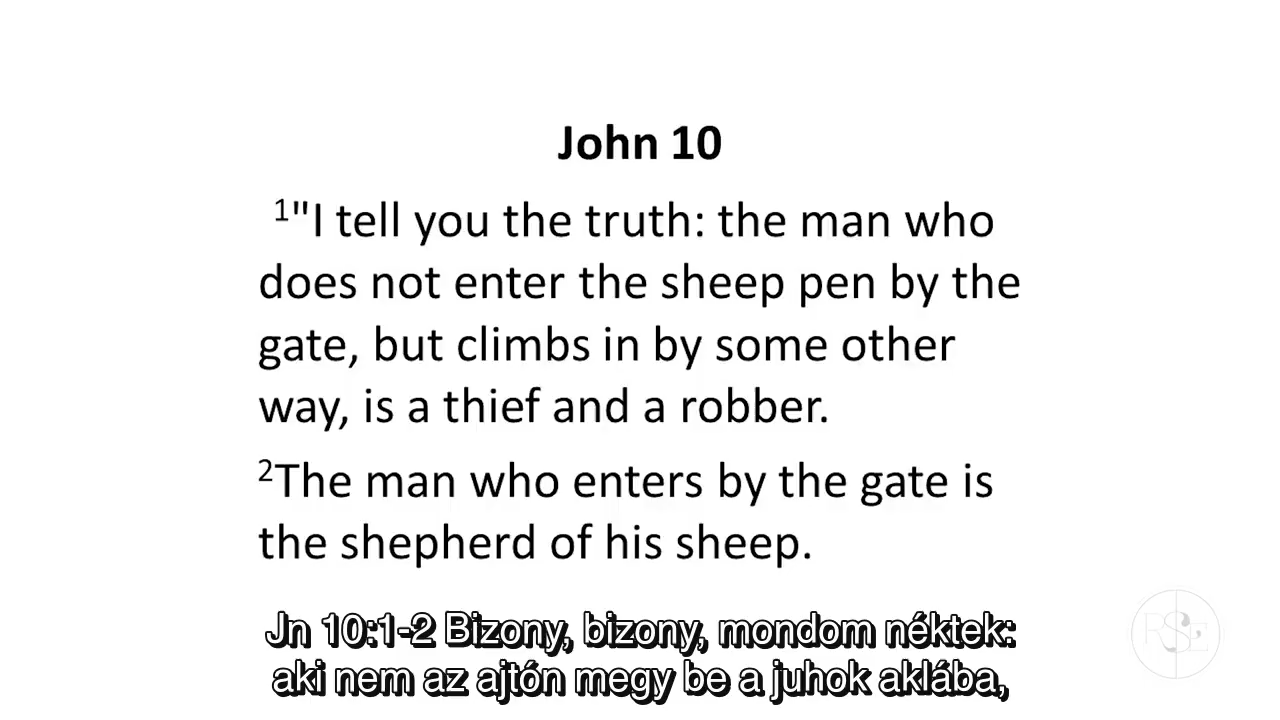 John 10
1"I tell you the truth: the man who
does not enter the sheep pen by the
gate, but climbs in by some other
way, is a thief and a robber.
2The man who enters by the gate is
the shepherd of his sheep.
Jn 10:1-2 Bizony, bizony, mondom néktek:
aki nem az ajtón megy be a juhok aklába,
RSE